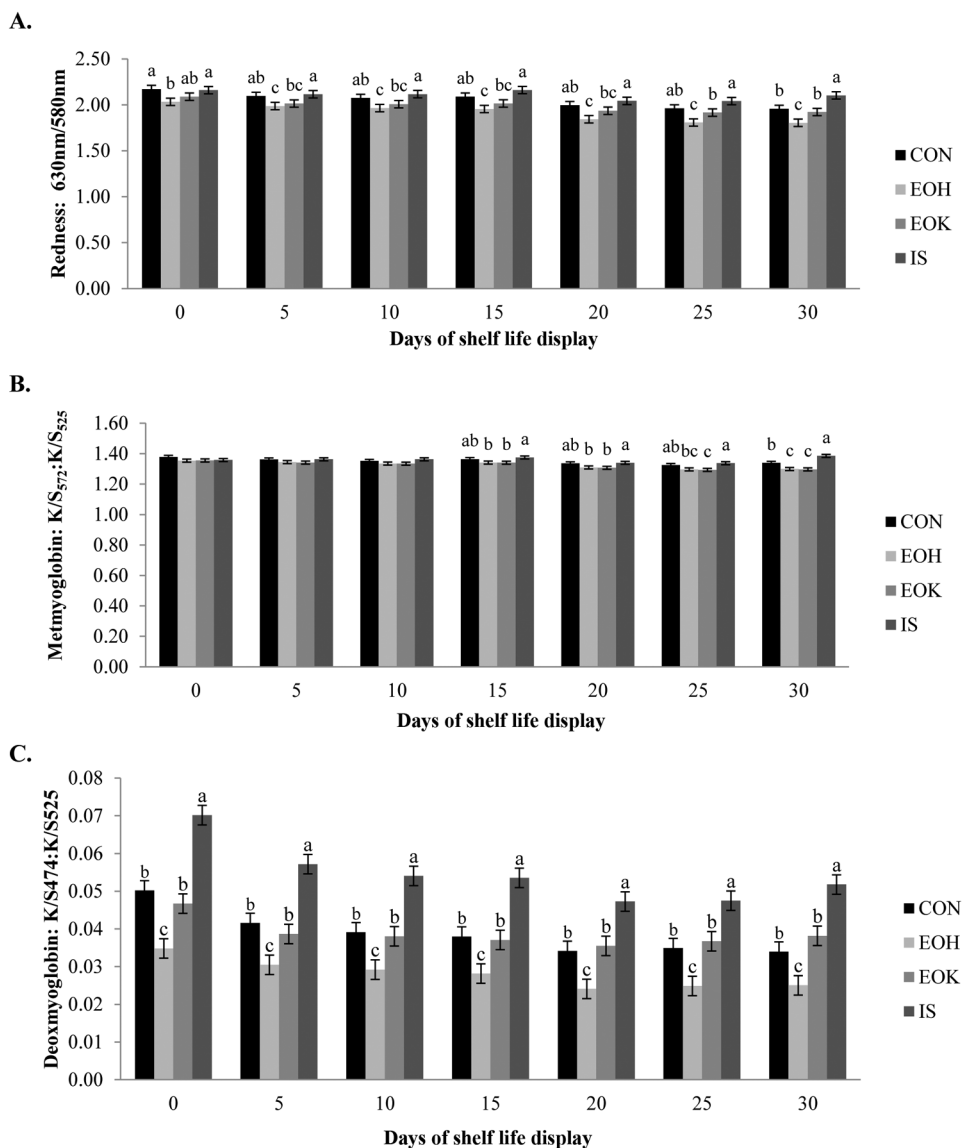 A.
2.50
2.00
1.50
1.00
0.50
0.00
Redness: 630nm/580nm
a b ab a
ab c bc a
ab c bc a
ab c bc a
ab c bc a
ab c b a
b c b a
0 5 10 15 20 25 30
Days of shelf life display
CON
EOH
EOK
IS
B.
1.60
1.40
1.20
1.00
0.80
0.60
0.40
0.20
0.00
Metmyoglobin: K/S572:K/S525
ab b b a
ab b b a
ab bc c a
b c c a
0 5 10 15 20 25 30
Days of shelf life display
CON
EOH
EOK
IS
C.
0.08
0.07
0.06
0.05
0.04
0.03
0.02
0.01
0.00
Deoxmyoglobin: K/S474:K/S525
b c b a
b c b a
b c b a
b c b a
b c b a
b c b a
b c b a
0 5 10 15 20 25 30
Days of shelf life display
CON
EOH
EOK
IS